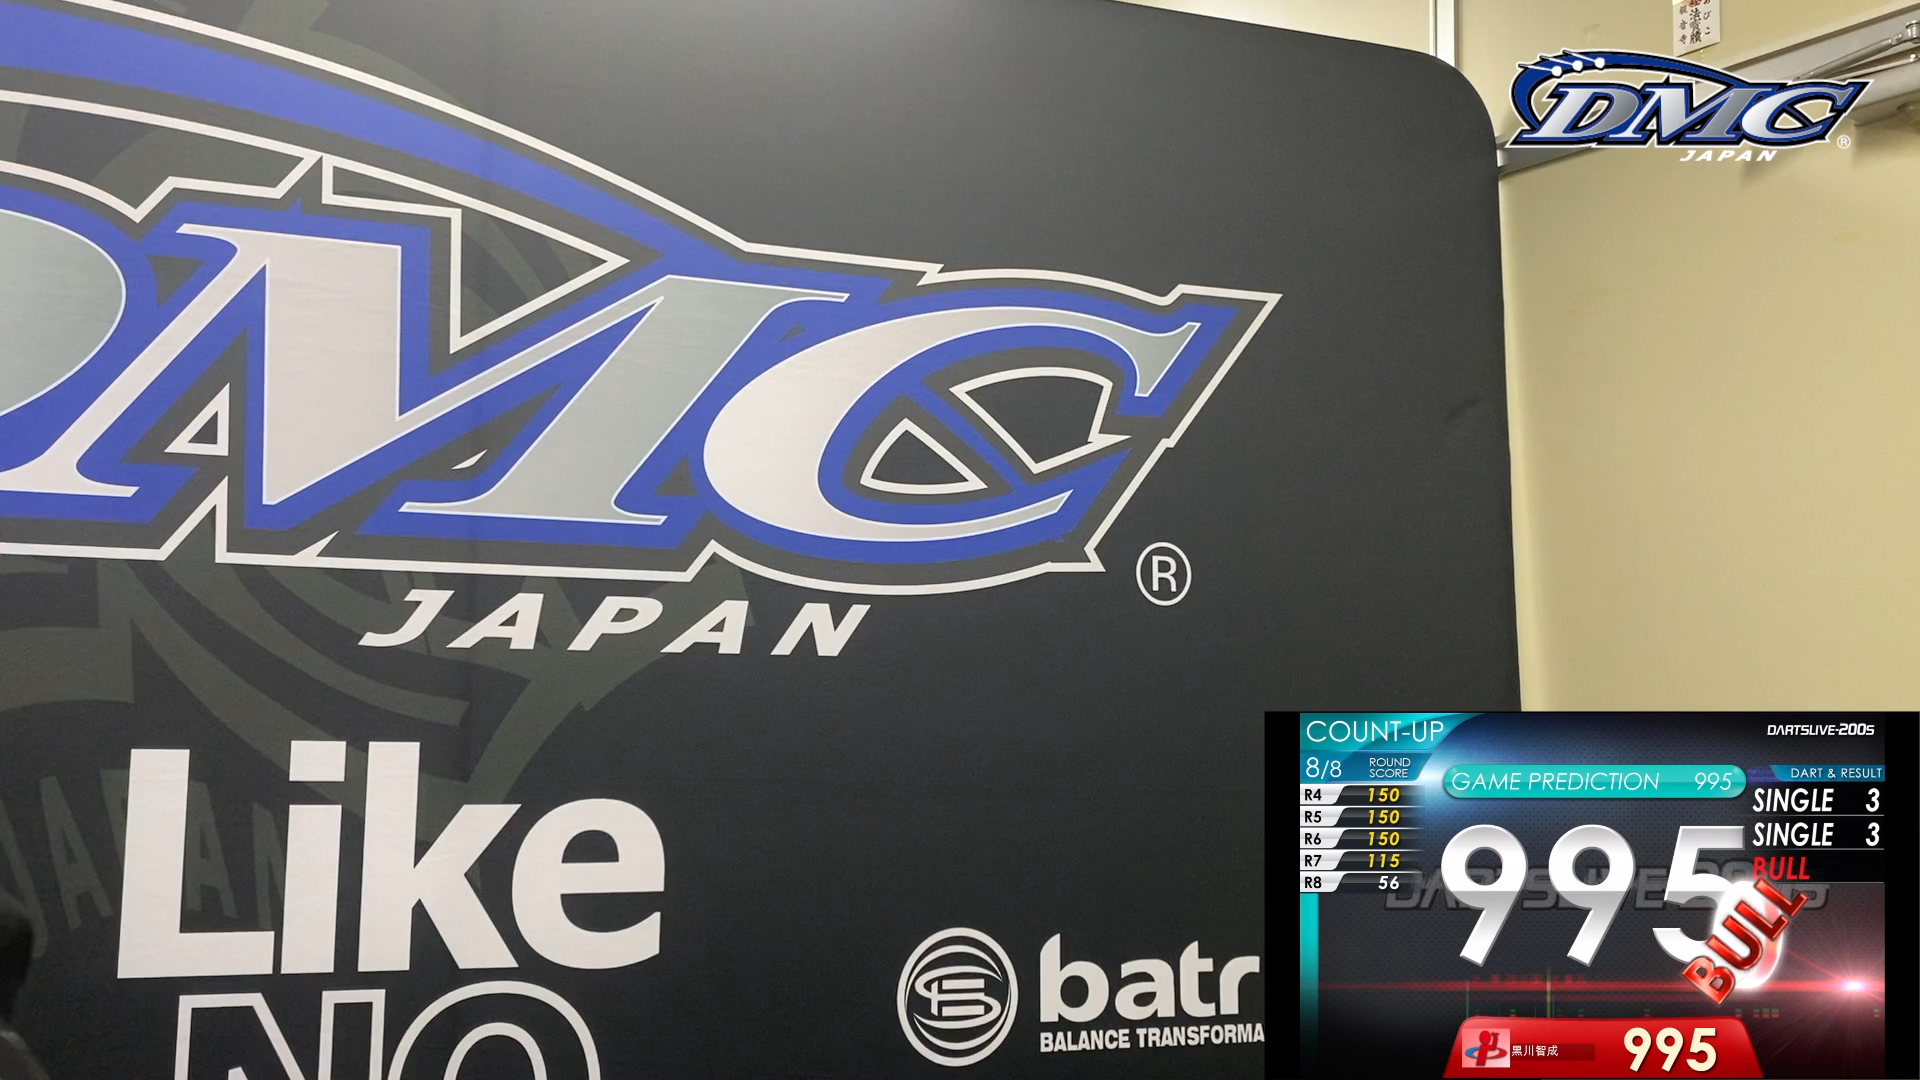 DMC
®
JAPAN
Like
NO
batr
BALANCE TRANSFORMA
DMC
®
JAPAN
COUNT-UP
DARTSLIVE-200S
8/8 ROUND SCORE
GAME PREDICTION 995
DART & RESULT
R4 150
R5 150
R6 150
R7 115
R8 56
SINGLE 3
SINGLE 3
BULL
995
BULL
黒川智成
995